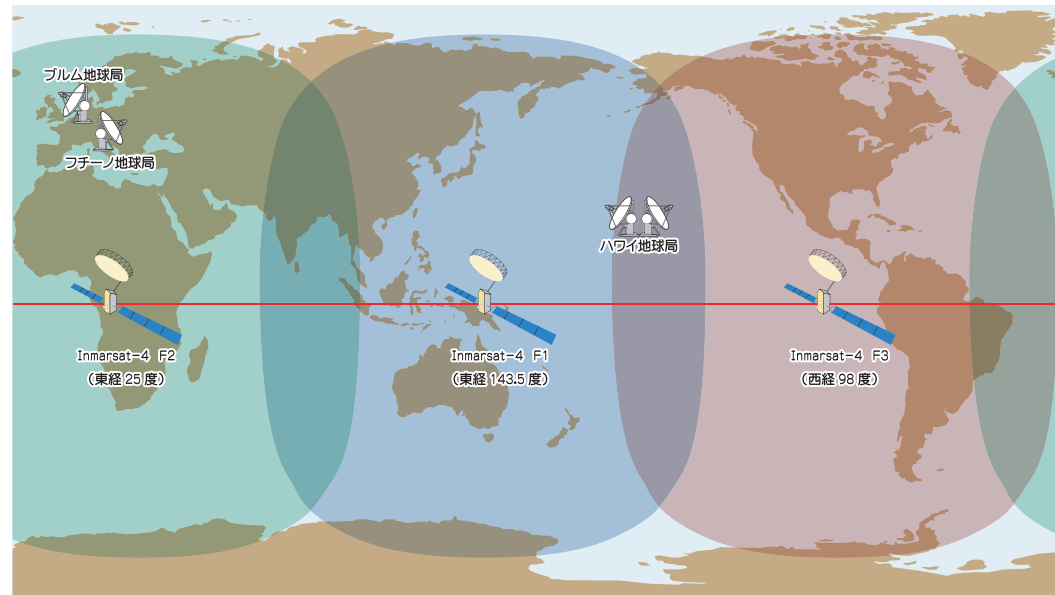 ブルム地球局
フチーノ地球局
ハワイ地球局
Inmarsat-4 F2
（東経 25 度）
Inmarsat-4 F1
（東経 143.5 度）
Inmarsat-4 F3
（西経 98 度）